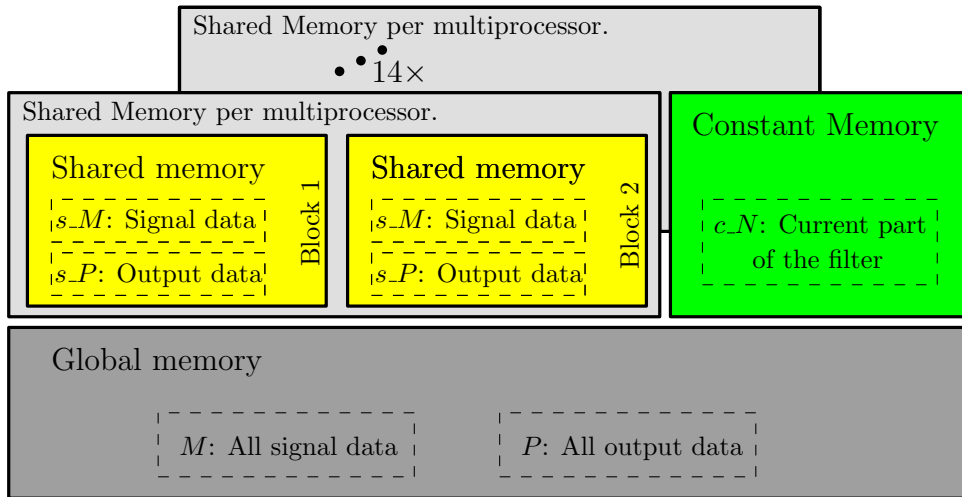 Shared Memory per multiprocessor.
14×
Shared Memory per multiprocessor.
Shared memory
s_M: Signal data
s_P: Output data
Block 1
Shared memory
s_M: Signal data
s_P: Output data
Block 2
Constant Memory
c_N: Current part
of the filter
Global memory
M: All signal data
P: All output data